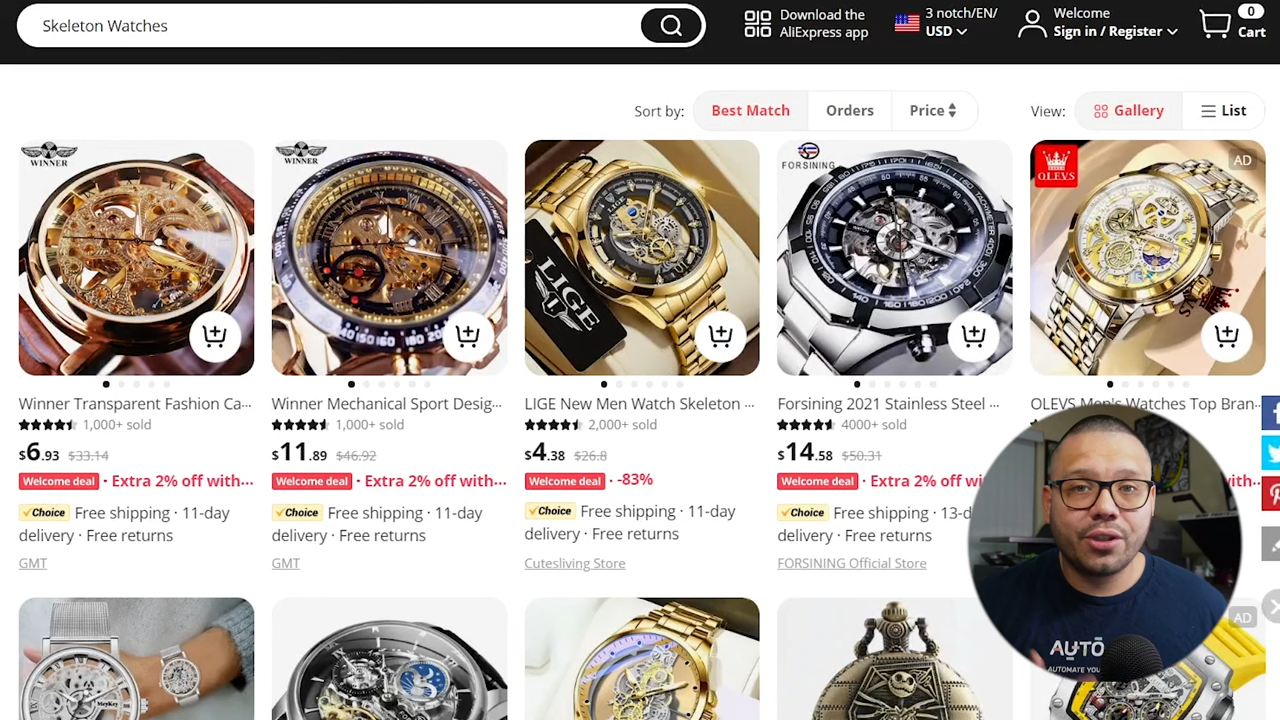 Skeleton Watches
Download the
AliExpress app
3 notch/EN/
USD
Welcome
Sign in / Register
0
Cart
Sort by:
Best Match
Orders
Price
View:
Gallery
List
WINNER
WINNER
LIGE
LIGE
FORSINING
OLEVS
AD
Winner Transparent Fashion Ca...
1,000+ sold
$6.93 $33.14
Welcome deal · Extra 2% off with...
Choice Free shipping · 11-day
delivery · Free returns
GMT
Winner Mechanical Sport Desig...
1,000+ sold
$11.89 $46.92
Welcome deal · Extra 2% off with...
Choice Free shipping · 11-day
delivery · Free returns
GMT
LIGE New Men Watch Skeleton ...
2,000+ sold
$4.38 $26.8
Welcome deal · -83%
Choice Free shipping · 11-day
delivery · Free returns
Cutesliving Store
Forsining 2021 Stainless Steel ...
4000+ sold
$14.58 $50.31
Welcome deal · Extra 2% off wi
Choice Free shipping · 13-d
delivery · Free returns
FORSINING Official Store
OLEVS Men's Watches Top Bran...
with...
AD
AUTŌ
AUTOMATE YOU